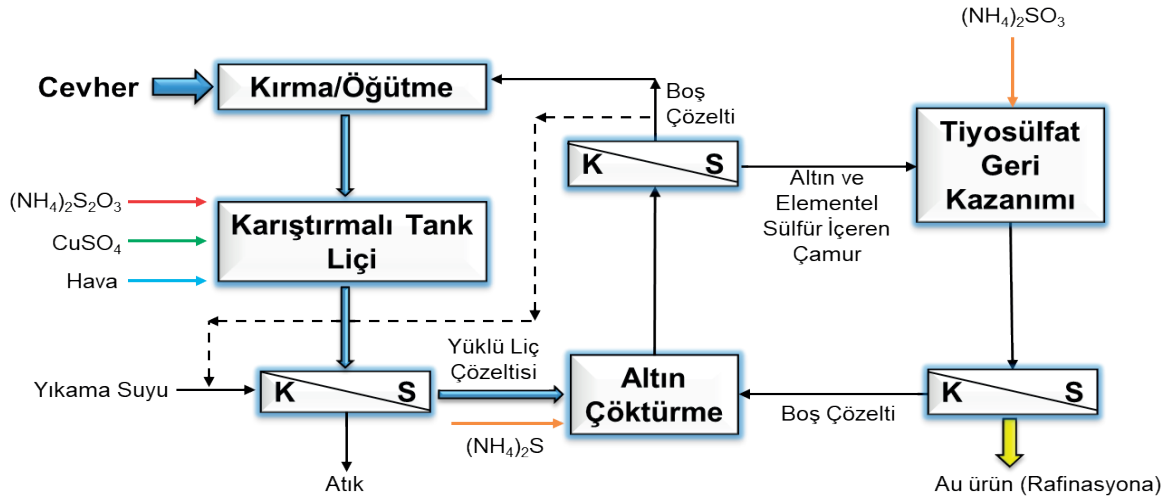 (NH₄)₂SO₃
Cevher
Kırma/Öğütme
Boş
Çözelti
K S
Tiyosülfat
Geri
Kazanımı
Altın ve
Elementel
Sülfür İçeren
Çamur
(NH₄)₂S₂O₃
CuSO₄
Hava
Karıştırmalı Tank
Liçi
Yıkama Suyu
K S
Yüklü Liç
Çözeltisi
(NH₄)₂S
Altın
Çöktürme
Boş Çözelti
K S
Atık
Au ürün (Rafinasyona)